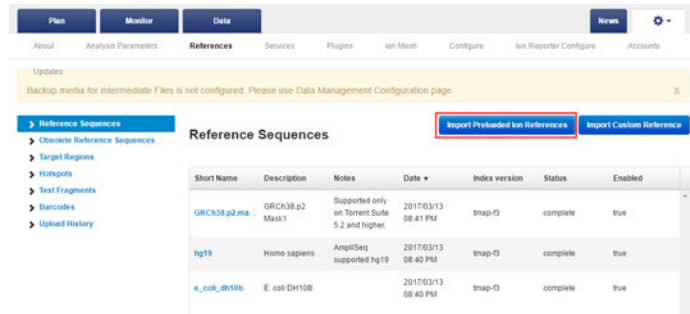 Plan Monitor Data News
About Analysis Parameters References Services Plugins Ion Mesh Configure Ion Reporter Configure Accounts
Updates
Backup media for Intermediate Files is not configured. Please use Data Management Configuration page. X
Reference Sequences
Obsolete Reference Sequences
Target Regions
Hotspots
Test Fragments
Barcodes
Upload History
Reference Sequences
Import Preloaded Ion References Import Custom Reference
Short Name Description Notes Date Index version Status Enabled
GRCh38.p2.ma... GRCh38.p2 Mask1 Supported only on Torrent Suite 5.2 and higher. 2017/03/13 08:41 PM tmap-f3 complete true
hg19 Homo sapiens AmpliSeq supported hg19 2017/03/13 08:40 PM tmap-f3 complete true
e_coli_dh10b E. coli DH10B 2017/03/13 08:40 PM tmap-f3 complete true